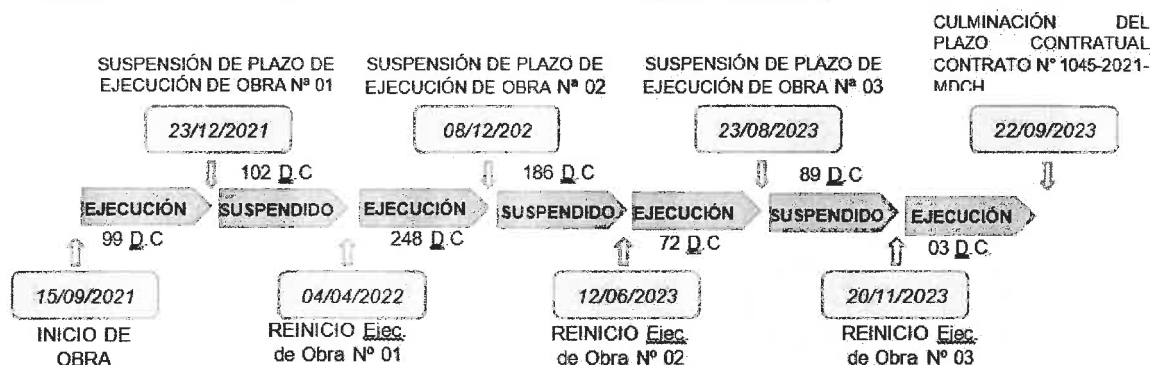 CULMINACIÓN DEL
PLAZO CONTRATUAL
CONTRATO Nº 1045-2021-
MDCH
SUSPENSIÓN DE PLAZO DE
EJECUCIÓN DE OBRA Nª 01
SUSPENSIÓN DE PLAZO DE
EJECUCIÓN DE OBRA Nª 02
SUSPENSIÓN DE PLAZO DE
EJECUCIÓN DE OBRA Nª 03
23/12/2021
08/12/202
23/08/2023
22/09/2023
102 D.C
186 D.C
89 D.C
EJECUCIÓN
SUSPENDIDO
EJECUCIÓN
SUSPENDIDO
EJECUCIÓN
SUSPENDIDO
EJECUCIÓN
99 D.C
248 D.C
72 D.C
03 D.C.
15/09/2021
04/04/2022
12/06/2023
20/11/2023
INICIO DE
OBRA
REINICIO Ejec.
de Obra Nº 01
REINICIO Ejec.
de Obra Nº 02
REINICIO Ejec.
de Obra Nº 03